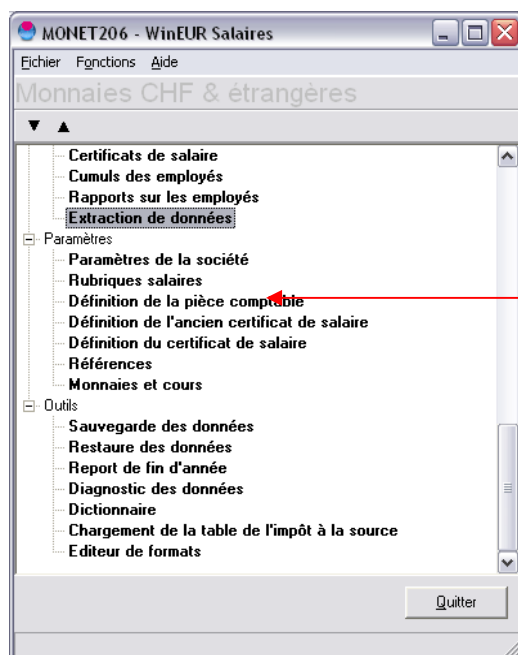 MONET206 - WinEUR Salaires
Fichier Fonctions Aide
Monnaies CHF & étrangères
Certificats de salaire
Cumuls des employés
Rapports sur les employés
Extraction de données
Paramètres
Paramètres de la société
Rubriques salaires
Définition de la pièce comptable
Définition de l'ancien certificat de salaire
Définition du certificat de salaire
Références
Monnaies et cours
Outils
Sauvegarde des données
Restaure des données
Report de fin d'année
Diagnostic des données
Dictionnaire
Chargement de la table de l'impôt à la source
Editeur de formats
Quitter